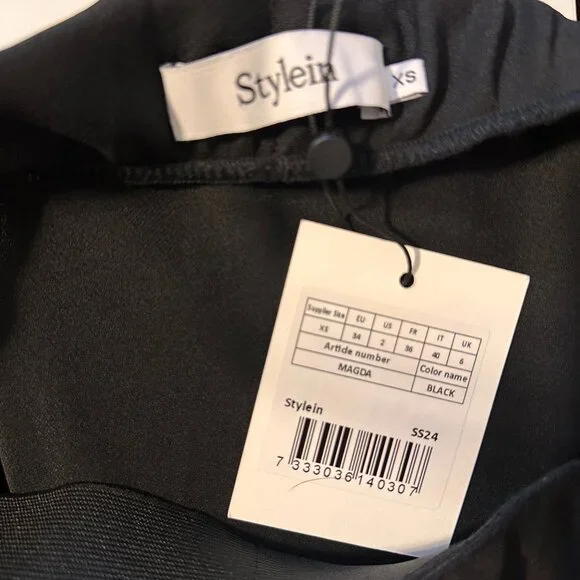 Stylein
XS
Supplier Size EU US FR IT UK
XS 34 2 36 40 6
Article number Color name
MAGDA BLACK
Stylein SS24
7 333036 140307